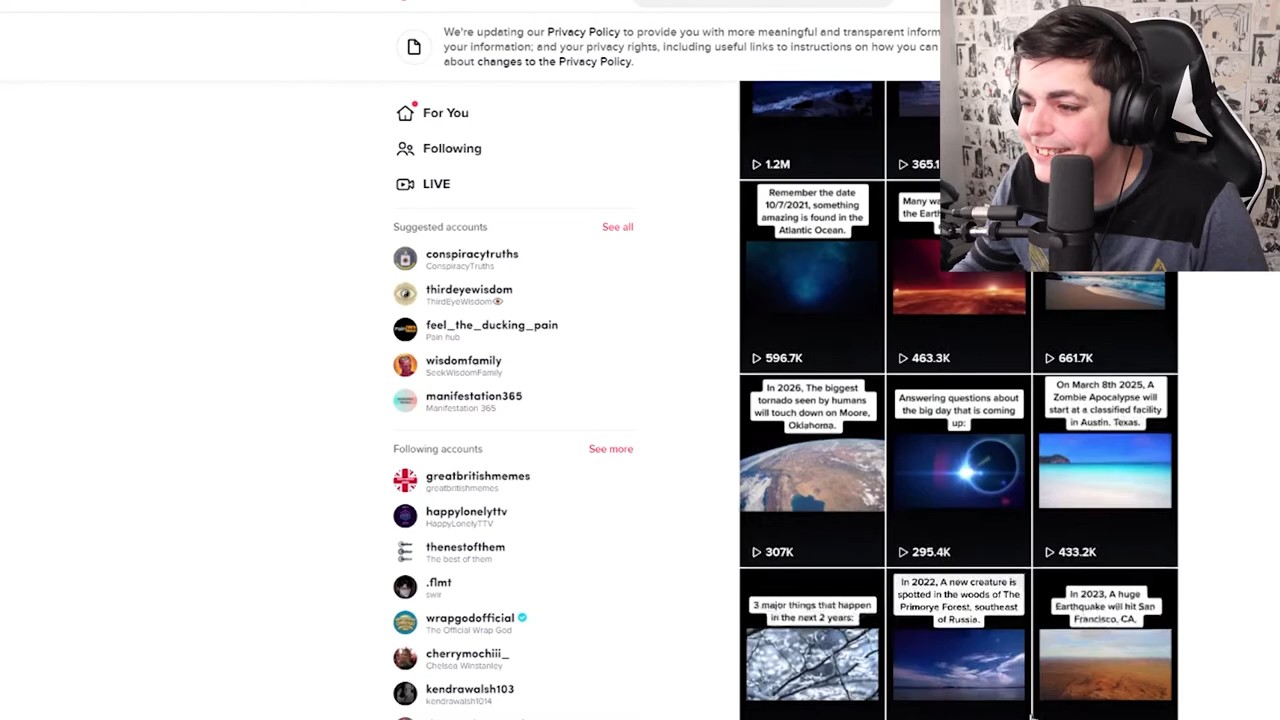 We're updating our Privacy Policy to provide you with more meaningful and transparent
your information; and your privacy rights, including useful links to instructions on how you can
about changes to the Privacy Policy.
For You
Following
LIVE
Suggested accounts
See all
conspiracytruths
ConspiracyTruths
thirdeyewisdom
ThirdEyeWisdom👁
feel_the_ducking_pain
Pain hub
wisdomfamily
SeekWisdomFamily
manifestation365
Manifestation 365
Following accounts
See more
greatbritishmemes
greatbritishmemes
happylonelyttv
HappyLonelyTTV
thenestofthem
The best of them
.flmt
swir
wrapgodofficial
The Official Wrap God
cherrymochiii_
Chelsea Winstanley
kendrawalsh103
kendrawalsh1014
1.2M
365.1
Remember the date
10/7/2021, something
amazing is found in the
Atlantic Ocean.
596.7K
Many
the
463.3K
661.7K
In 2026, The biggest
tornado seen by humans
will touch down on Moore,
Oklahoma.
307K
Answering questions about
the big day that is coming
up:
295.4K
On March 8th 2025, A
Zombie Apocalypse will
start at a classified facility
in Austin, Texas.
433.2K
3 major things that happen
in the next 2 years:
In 2022, A new creature is
spotted in the woods of The
Primorye Forest, southeast
of Russia.
In 2023, A huge
Earthquake will hit San
Francisco, CA.